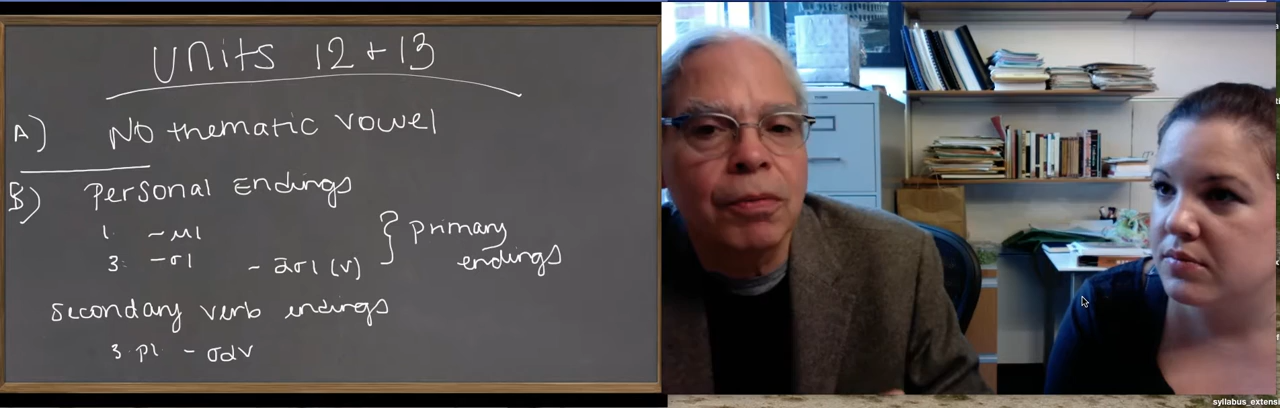 units 12 + 13
A) No thematic vowel
B) Personal Endings
1. -μι
3. -σι -ᾱσι (ν) } primary endings
secondary verb endings
3. pl -σαν
syllabus_extensi